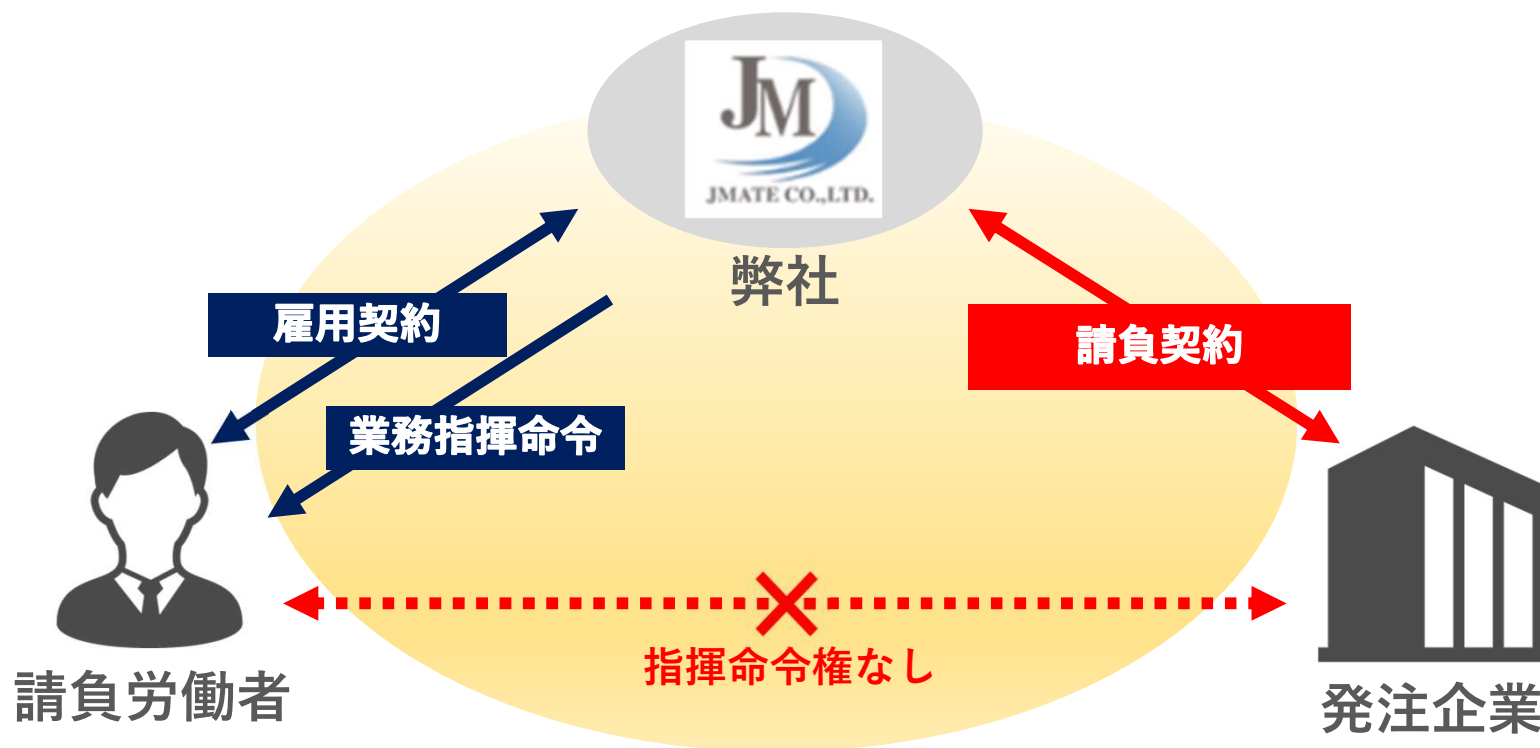 JM
JMATE CO.,LTD.
弊社
雇用契約
請負契約
業務指揮命令
指揮命令権なし
請負労働者
発注企業